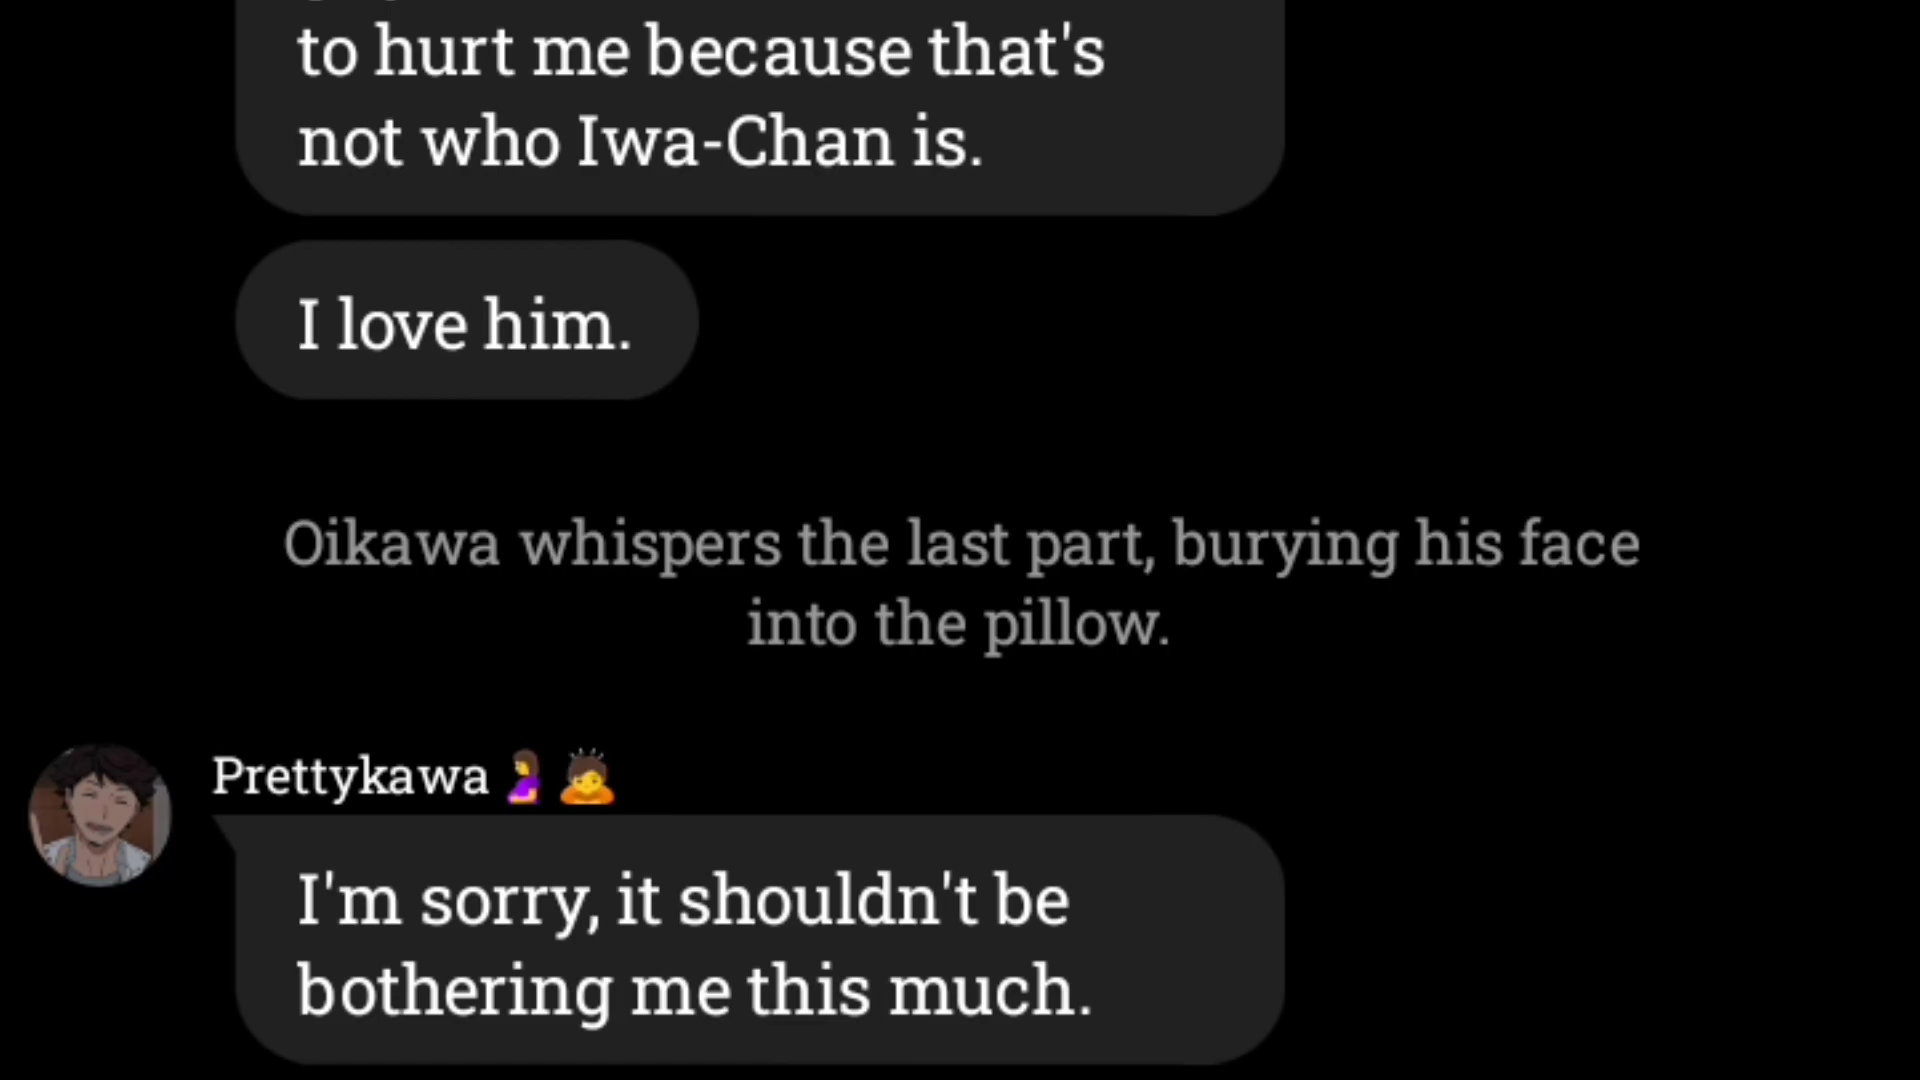 to hurt me because that's
not who Iwa-Chan is.
I love him.
Oikawa whispers the last part, burying his face
into the pillow.
Prettykawa🤰🙇
I'm sorry, it shouldn't be
bothering me this much.